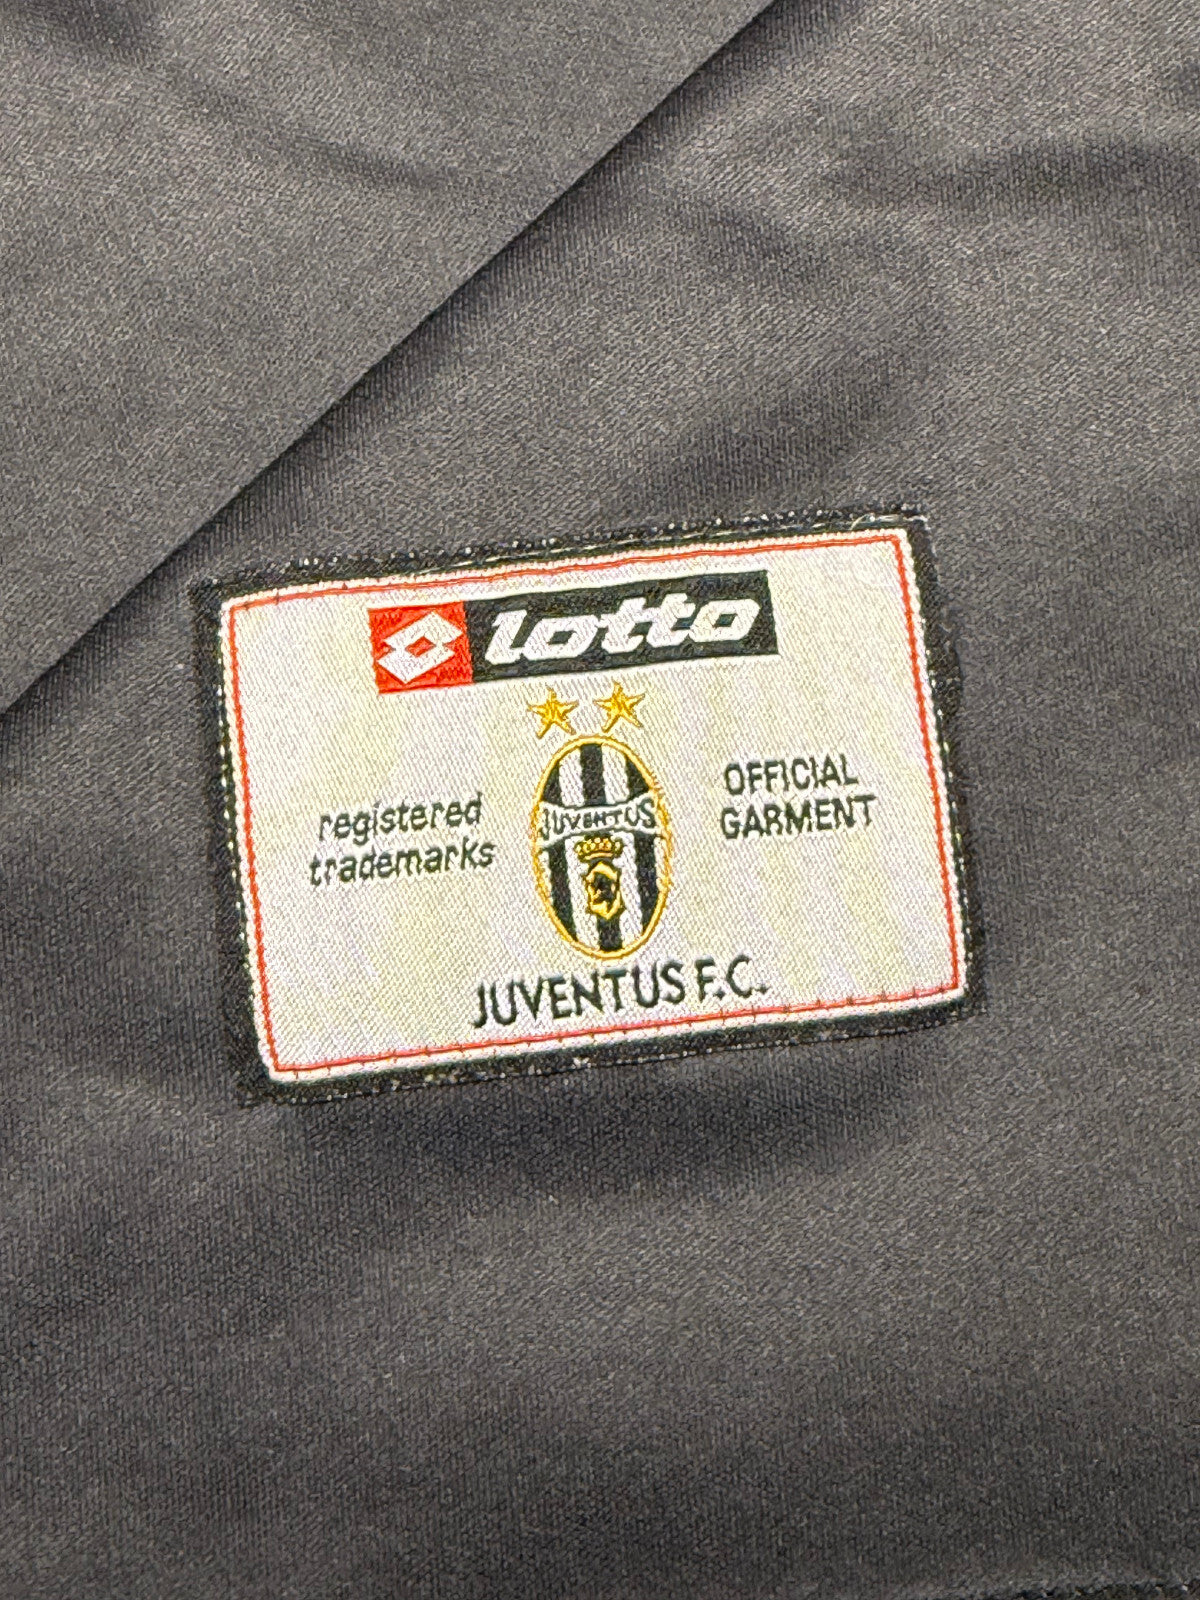 lotto
registered
trademarks
JUVENTUS
OFFICIAL
GARMENT
JUVENTUS F.C.